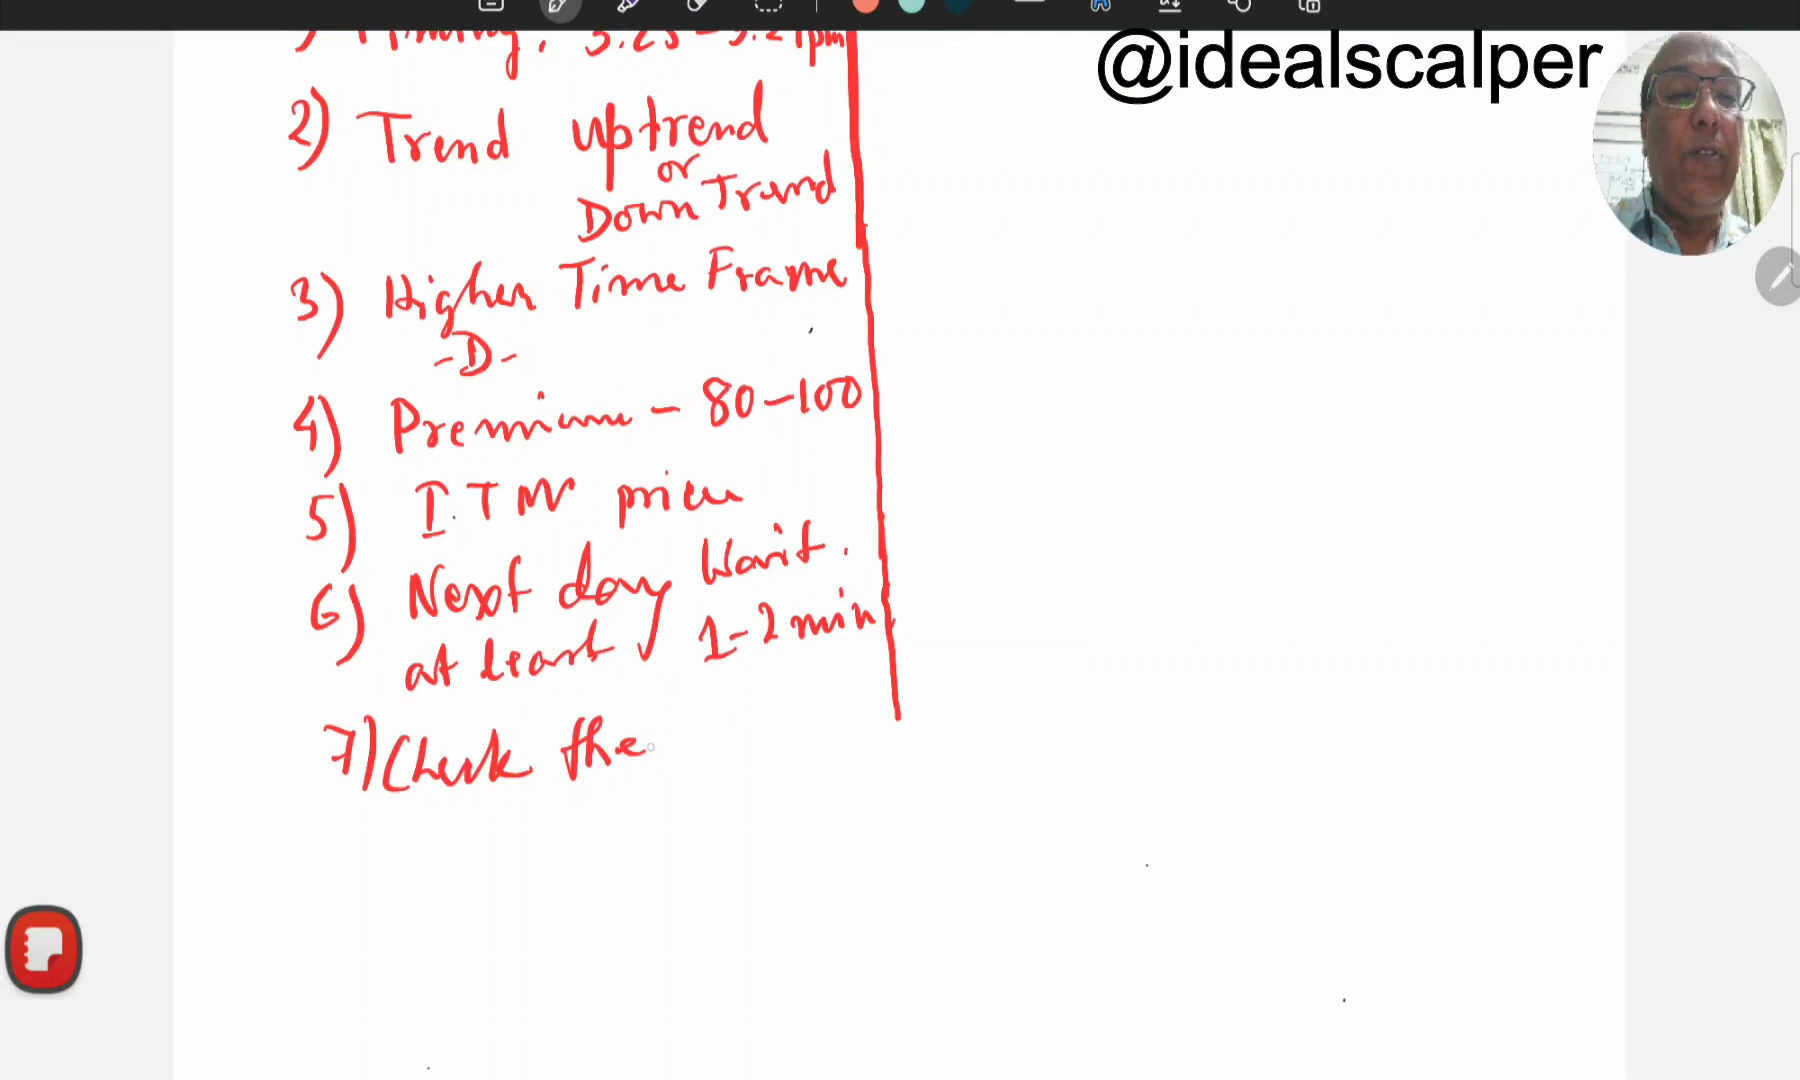 @idealscalper
2) Trend uptrend
or
Down Trend
3) Higher Time Frame
-D-
4) Premium - 80-100
5) ITM price
6) Next day Wait.
at least 1-2 min
7) Check the